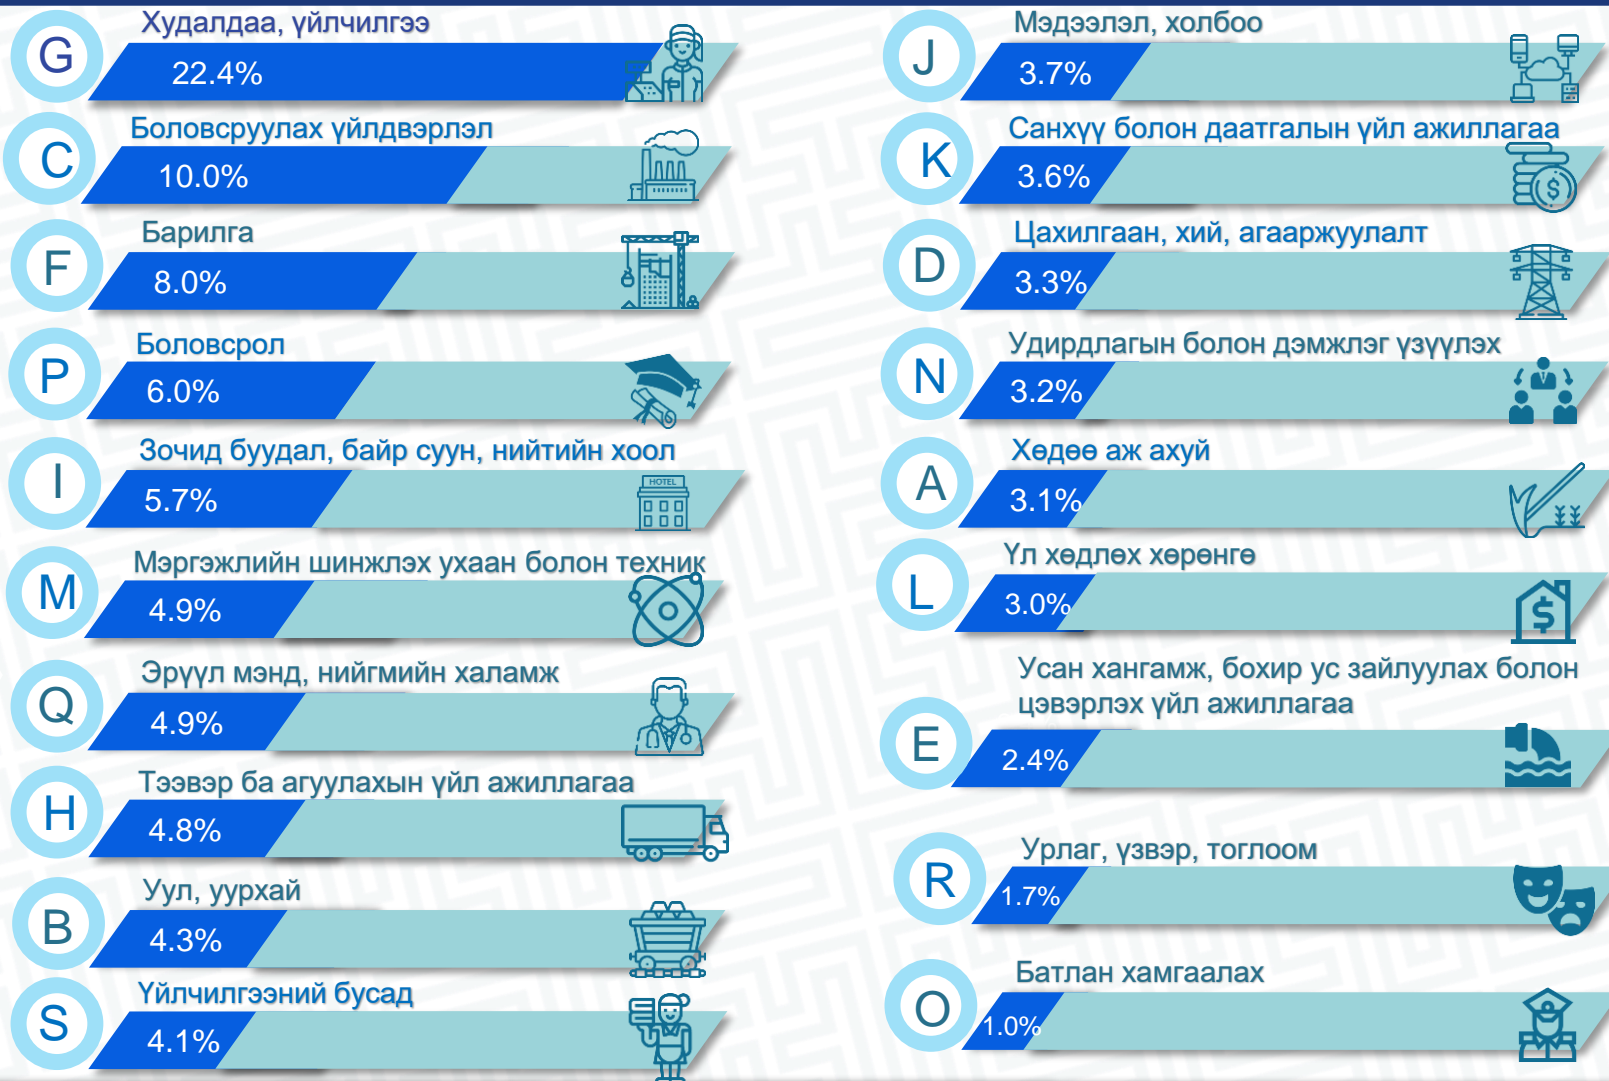 G
Худалдаа, үйлчилгээ
22.4%
C
Боловсруулах үйлдвэрлэл
10.0%
F
Барилга
8.0%
P
Боловсрол
6.0%
I
Зочид буудал, байр суун, нийтийн хоол
5.7%
HOTEL
M
Мэргэжлийн шинжлэх ухаан болон техник
4.9%
Q
Эрүүл мэнд, нийгмийн халамж
4.9%
H
Тээвэр ба агуулахын үйл ажиллагаа
4.8%
B
Уул, уурхай
4.3%
S
Үйлчилгээний бусад
4.1%
J
Мэдээлэл, холбоо
3.7%
K
Санхүү болон даатгалын үйл ажиллагаа
3.6%
$
D
Цахилгаан, хий, агааржуулалт
3.3%
N
Удирдлагын болон дэмжлэг үзүүлэх
3.2%
A
Хөдөө аж ахуй
3.1%
L
Үл хөдлөх хөрөнгө
3.0%
$
E
Усан хангамж, бохир ус зайлуулах болон
цэвэрлэх үйл ажиллагаа
2.4%
R
Урлаг, үзвэр, тоглоом
1.7%
O
Батлан хамгаалах
1.0%